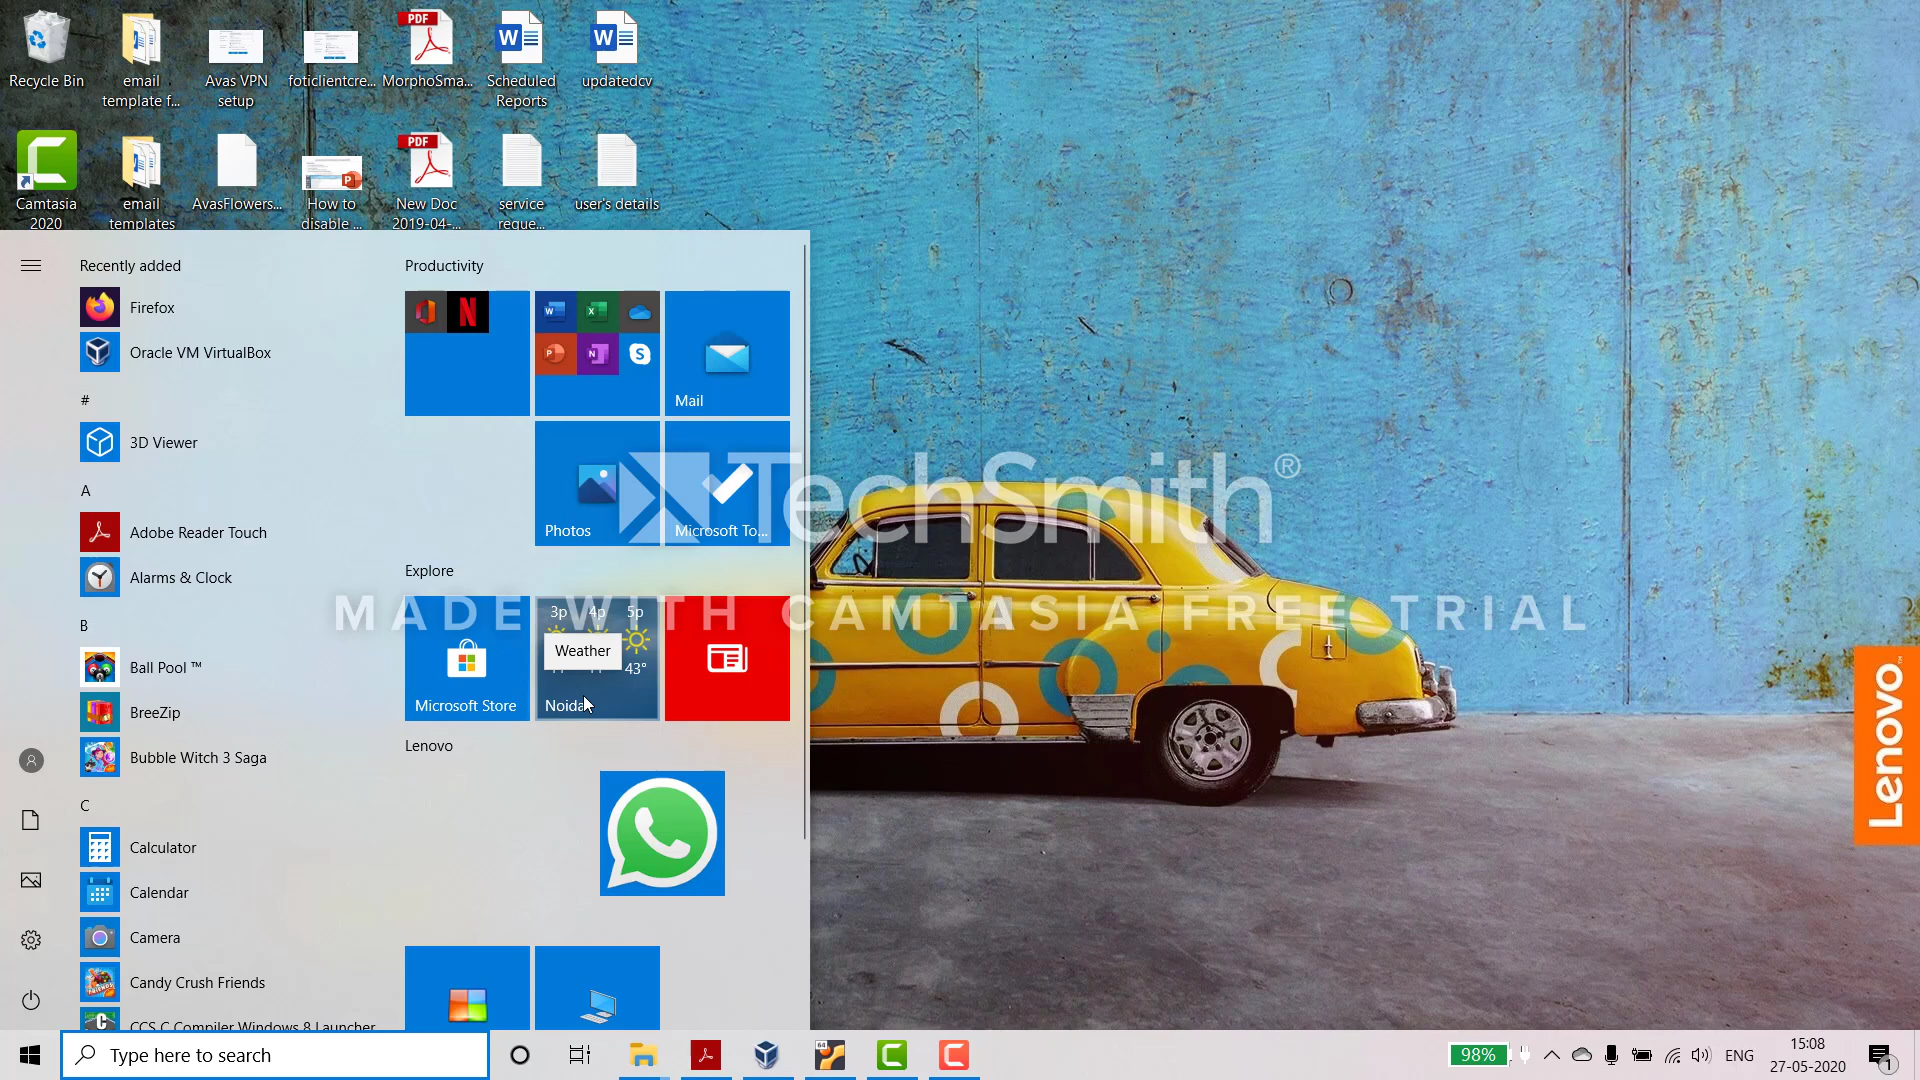 Recycle Bin
email
template f...
Avas VPN
setup
foticlientcre...
MorphoSma...
Scheduled
Reports
updatedcv
Camtasia
2020
email
templates
AvasFlowers...
How to
disable ...
New Doc
2019-04-...
service
reque...
user's details
Recently added
Firefox
Oracle VM VirtualBox
#
3D Viewer
A
Adobe Reader Touch
Alarms & Clock
B
Ball Pool ™
BreeZip
Bubble Witch 3 Saga
C
Calculator
Calendar
Camera
Candy Crush Friends
CCS C Compiler Windows 8 Launcher
Productivity
Mail
Photos
Microsoft To...
Explore
Microsoft Store
3p 4p 5p
Weather
43°
Noida
Lenovo
TechSmith®
MADE WITH CAMTASIA FREE TRIAL
Lenovo™
Type here to search
98%
ENG
15:08
27-05-2020
1